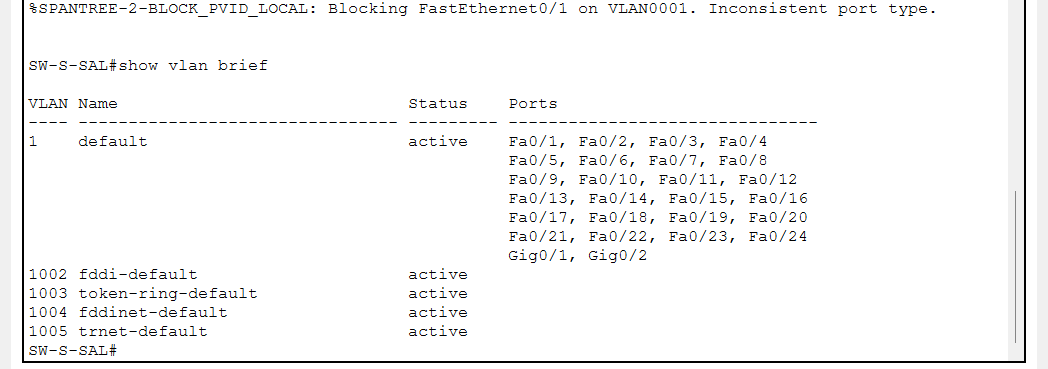 %SPANTREE-2-BLOCK_PVID_LOCAL: Blocking FastEthernet0/1 on VLAN0001. Inconsistent port type.
SW-S-SAL#show vlan brief
VLAN Name                             Status    Ports
---- -------------------------------- --------- -------------------------------
1    default                          active    Fa0/1, Fa0/2, Fa0/3, Fa0/4
                                                Fa0/5, Fa0/6, Fa0/7, Fa0/8
                                                Fa0/9, Fa0/10, Fa0/11, Fa0/12
                                                Fa0/13, Fa0/14, Fa0/15, Fa0/16
                                                Fa0/17, Fa0/18, Fa0/19, Fa0/20
                                                Fa0/21, Fa0/22, Fa0/23, Fa0/24
                                                Gig0/1, Gig0/2
1002 fddi-default                     active
1003 token-ring-default               active
1004 fddinet-default                  active
1005 trnet-default                    active
SW-S-SAL#